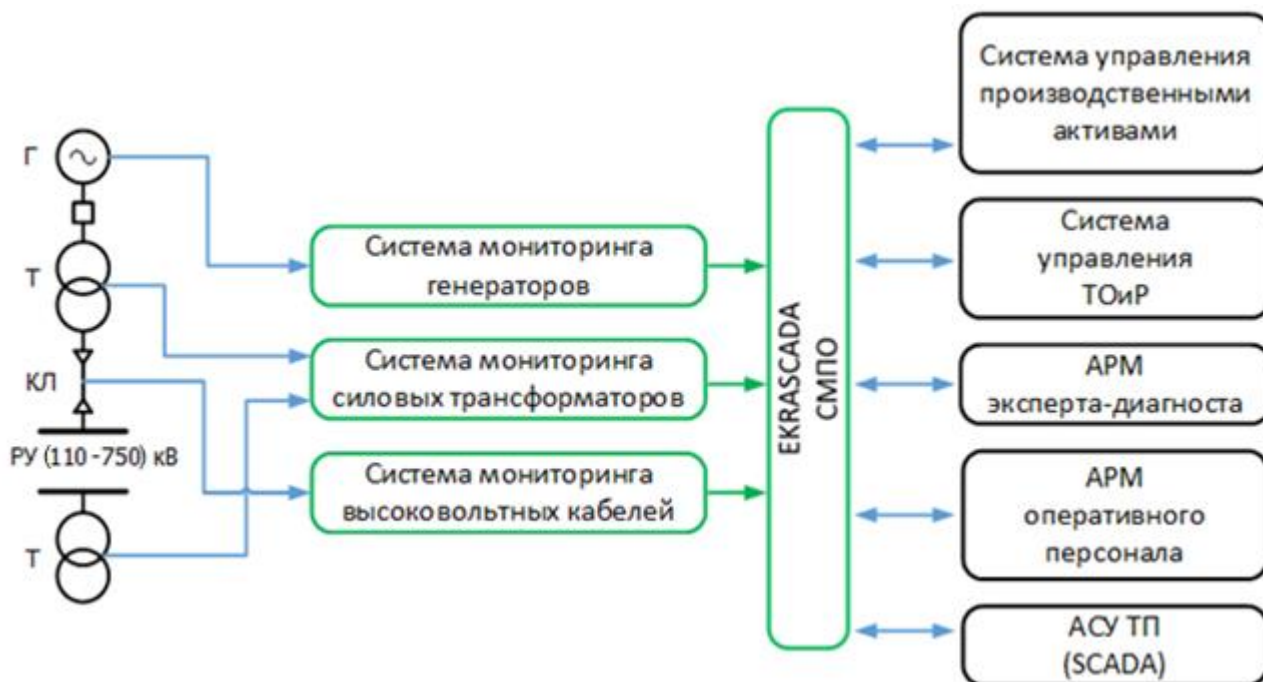 Г
Т
КЛ
РУ (110 -750) кВ
Т
Система мониторинга
генераторов
Система мониторинга
силовых трансформаторов
Система мониторинга
высоковольтных кабелей
EKRASCADA
СМПО
Система управления
производственными
активами
Система
управления
ТОиР
АРМ
эксперта-диагноста
АРМ
оперативного
персонала
АСУ ТП
(SCADA)